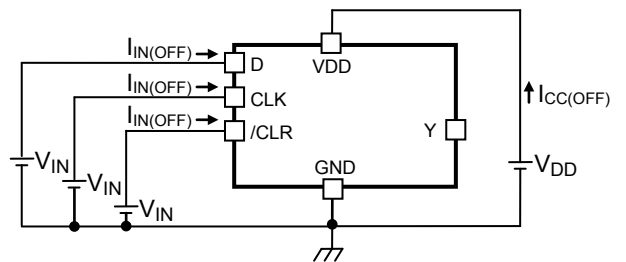 IIN(OFF)
D
VDD
IIN(OFF)
CLK
ICC(OFF)
IIN(OFF)
/CLR
Y
VIN
VIN
VIN
GND
VDD